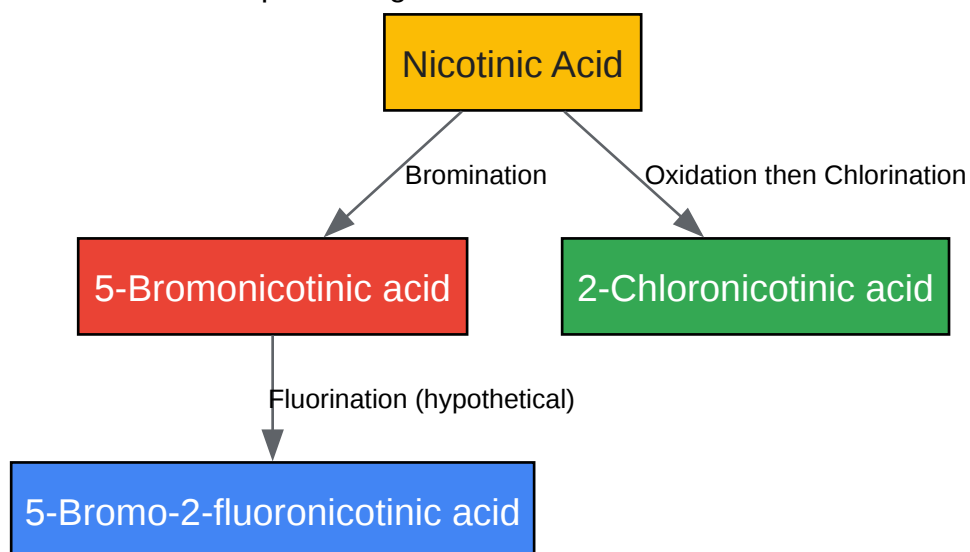 Nicotinic Acid
Bromination
Oxidation then Chlorination
5-Bromonicotinic acid
2-Chloronicotinic acid
Fluorination (hypothetical)
5-Bromo-2-fluoronicotinic acid